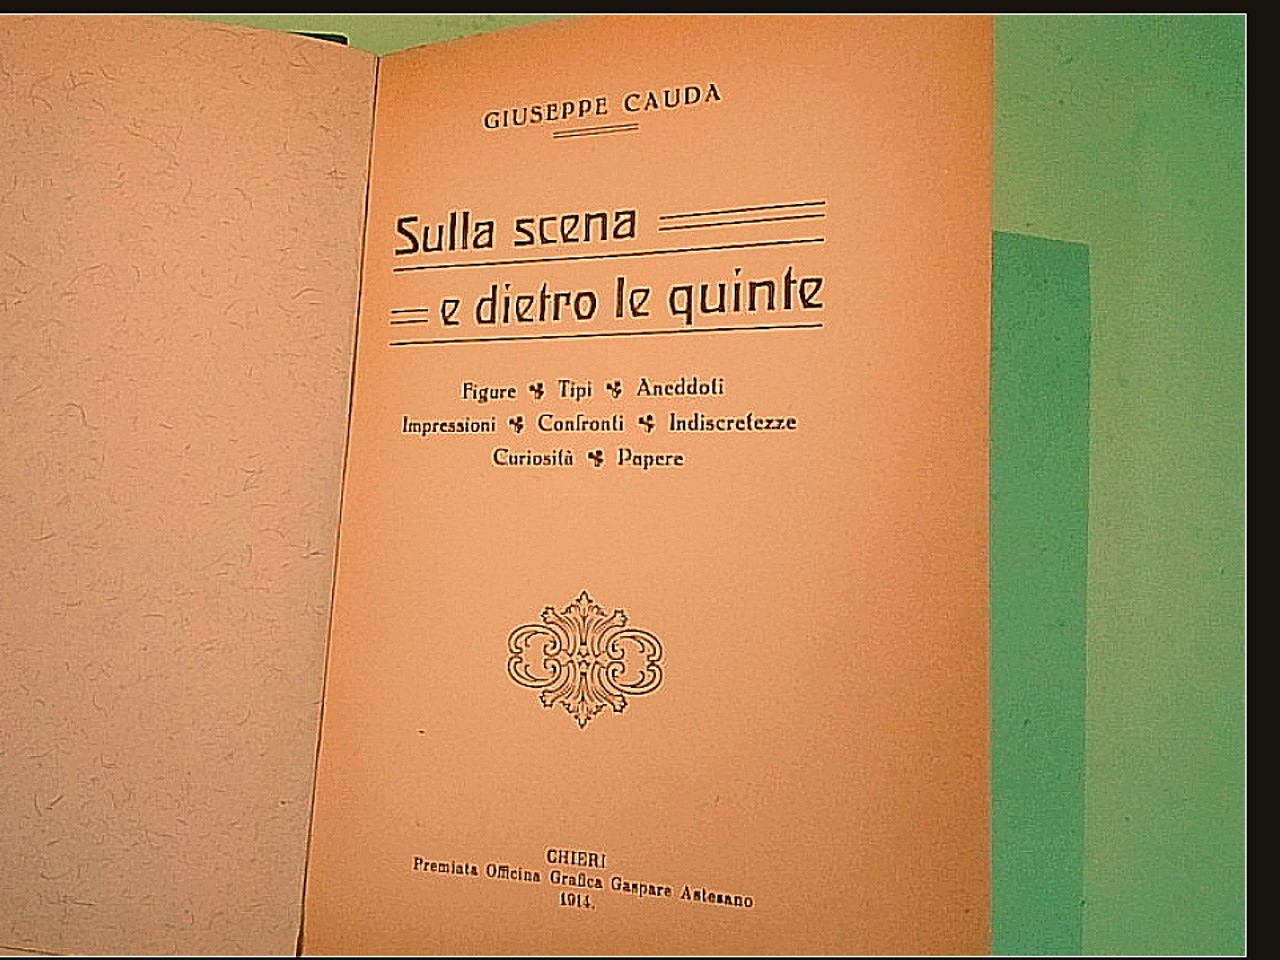 GIUSEPPE CAUDA
Sulla scena
e dietro le quinte
Figure Tipi Aneddoti
Impressioni Confronti Indiscretezze
Curiosità Papere
CHIERI
Premiata Officina Grafica Gaspare Astesano
1914.